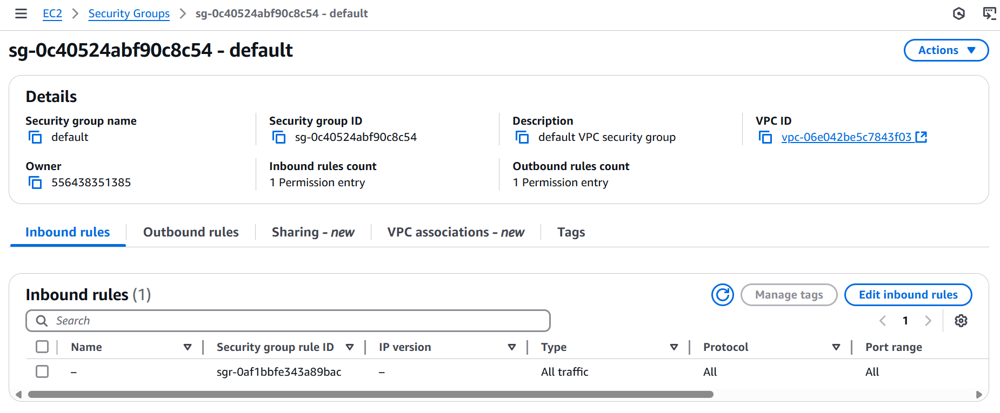 EC2 > Security Groups > sg-0c40524abf90c8c54 - default
sg-0c40524abf90c8c54 - default
Actions
Details
Security group name
default
Security group ID
sg-0c40524abf90c8c54
Description
default VPC security group
VPC ID
vpc-06e042be5c7843f03
Owner
556438351385
Inbound rules count
1 Permission entry
Outbound rules count
1 Permission entry
Inbound rules Outbound rules Sharing - new VPC associations - new Tags
Inbound rules (1)
Manage tags
Edit inbound rules
Search
1
Name Security group rule ID IP version Type Protocol Port range
– sgr-0af1bbfe343a89bac – All traffic All All